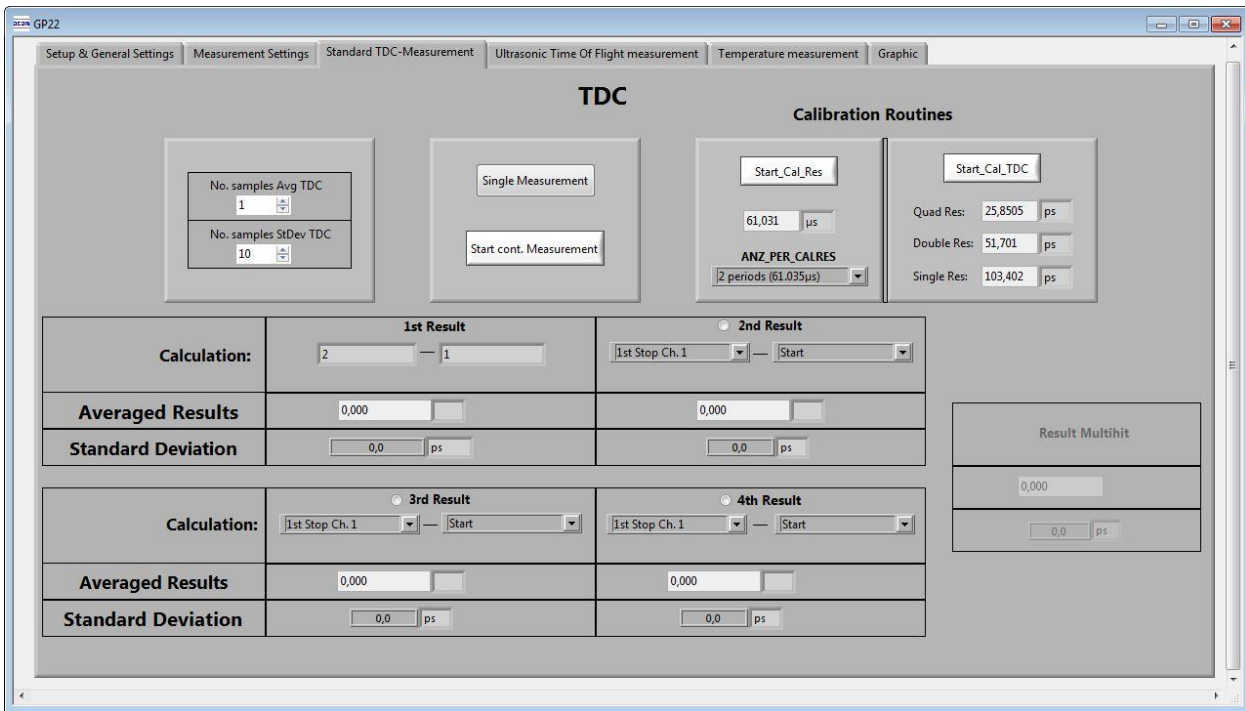 acam GP22
Setup & General Settings Measurement Settings Standard TDC-Measurement Ultrasonic Time Of Flight measurement Temperature measurement Graphic
TDC
Calibration Routines
No. samples Avg TDC
1
No. samples StDev TDC
10
Single Measurement
Start cont. Measurement
Start_Cal_Res
61,031 µs
ANZ_PER_CALRES
2 periods (61.035µs)
Start_Cal_TDC
Quad Res: 25,8505 ps
Double Res: 51,701 ps
Single Res: 103,402 ps
1st Result 2nd Result
Calculation: 2 — 1 1st Stop Ch. 1 — Start
Averaged Results 0,000 0,000
Standard Deviation 0,0 ps 0,0 ps
Result Multihit
0,000
0,0 ps
3rd Result 4th Result
Calculation: 1st Stop Ch. 1 — Start 1st Stop Ch. 1 — Start
Averaged Results 0,000 0,000
Standard Deviation 0,0 ps 0,0 ps